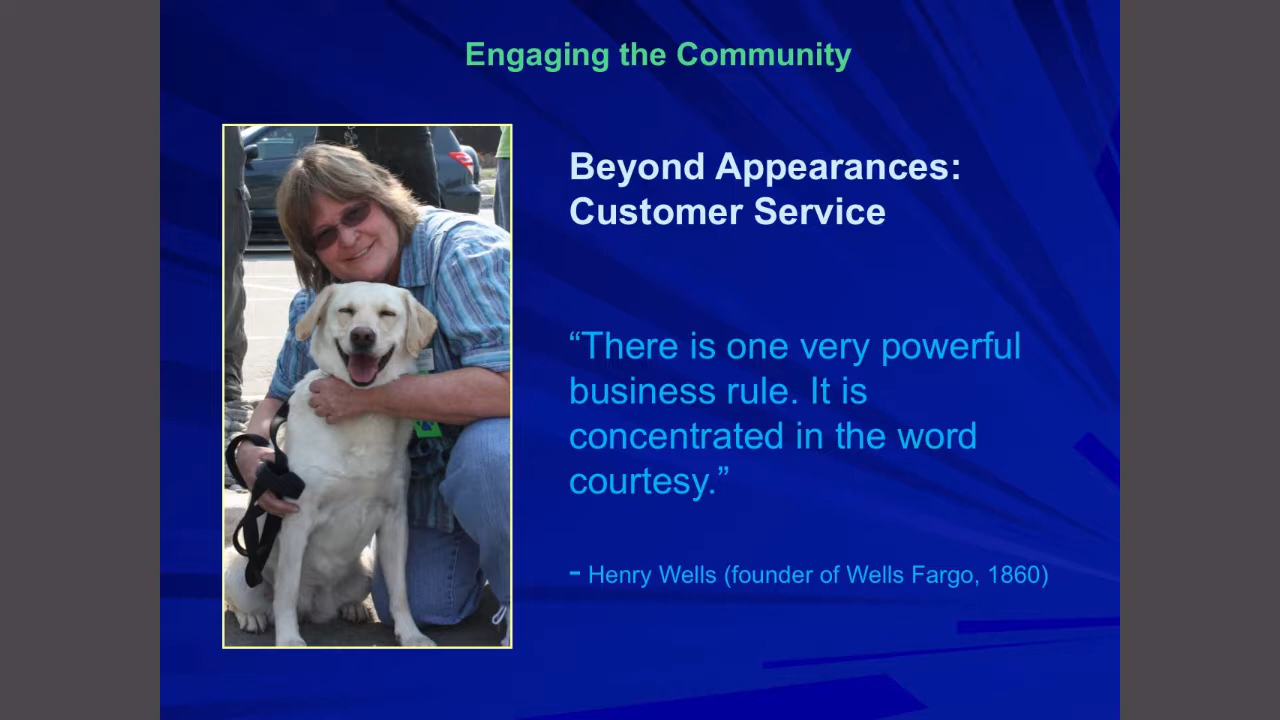 Engaging the Community
Beyond Appearances:
Customer Service
“There is one very powerful
business rule. It is
concentrated in the word
courtesy.”
- Henry Wells (founder of Wells Fargo, 1860)